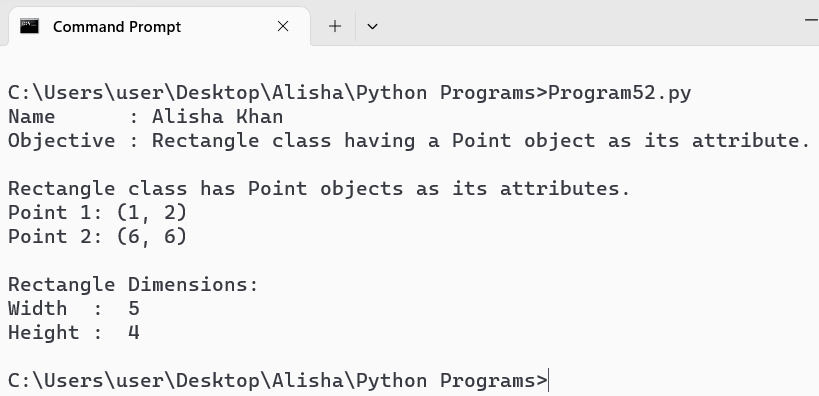 Command Prompt
C:\Users\user\Desktop\Alisha\Python Programs>Program52.py
Name      : Alisha Khan
Objective : Rectangle class having a Point object as its attribute.
Rectangle class has Point objects as its attributes.
Point 1: (1, 2)
Point 2: (6, 6)
Rectangle Dimensions:
Width  :  5
Height :  4
C:\Users\user\Desktop\Alisha\Python Programs>